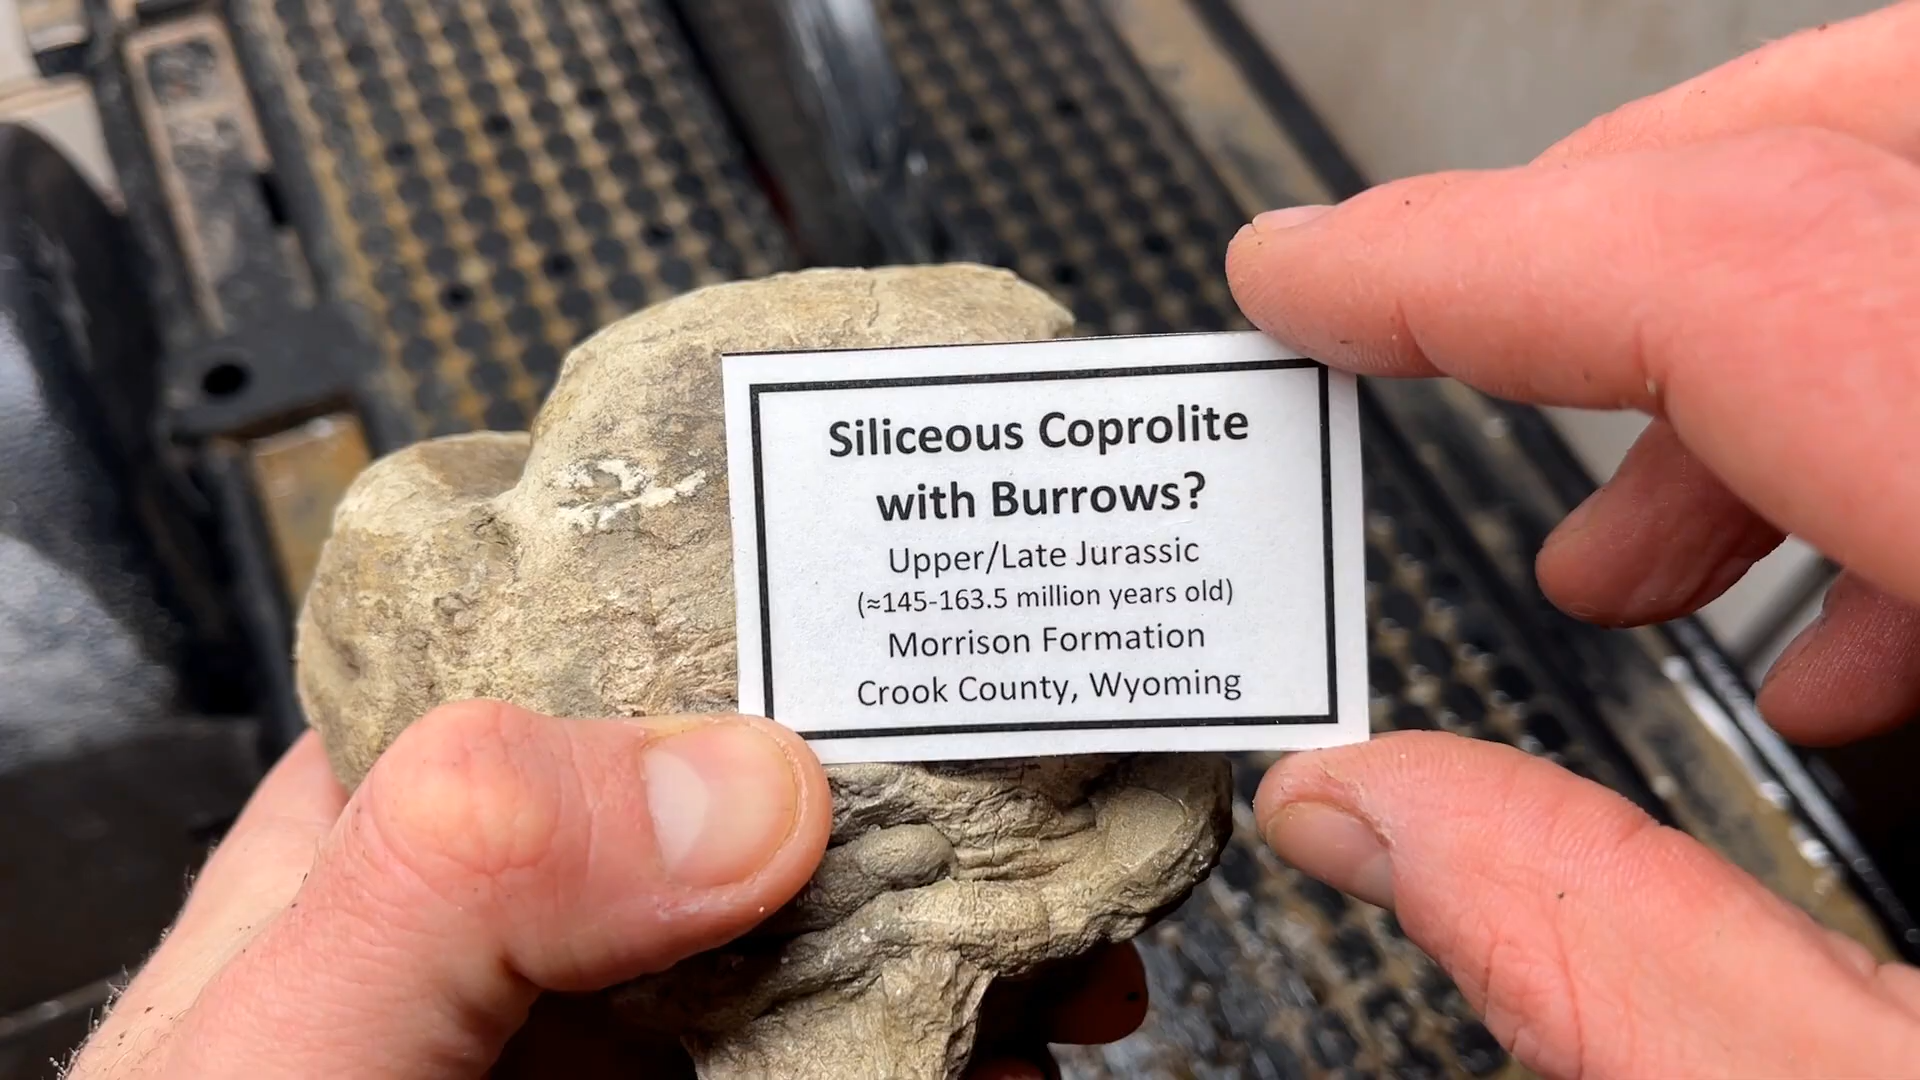 Siliceous Coprolite
with Burrows?
Upper/Late Jurassic
(≈145-163.5 million years old)
Morrison Formation
Crook County, Wyoming